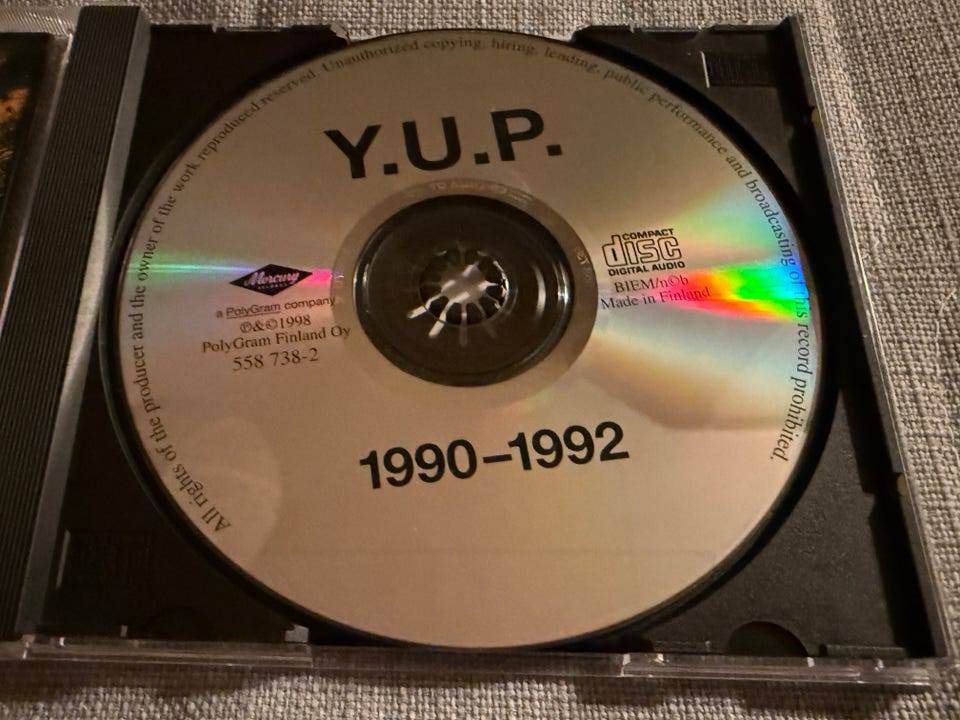 All rights of the producer and the owner of the work reproduced reserved. Unauthorized copying, hiring, lending, public performance and broadcasting of this record prohibited.
Y.U.P.
Mercury
RECORDS
a PolyGram company
℗&©1998
PolyGram Finland Oy
558 738-2
COMPACT
disc
DIGITAL AUDIO
BIEM/n©b
Made in Finland
1990–1992